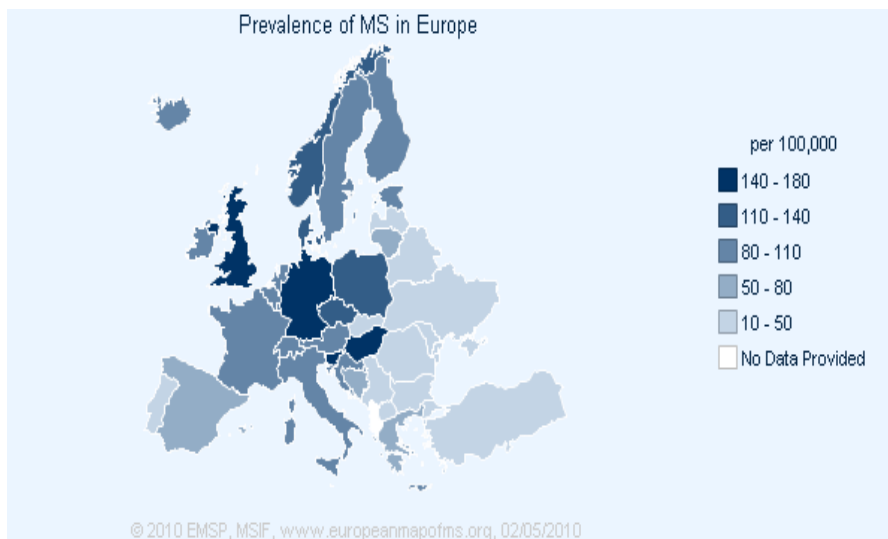 Prevalence of MS in Europe
per 100,000
140 - 180
110 - 140
80 - 110
50 - 80
10 - 50
No Data Provided
© 2010 EMSP, MSIF, www.europeanmapofms.org, 02/05/2010